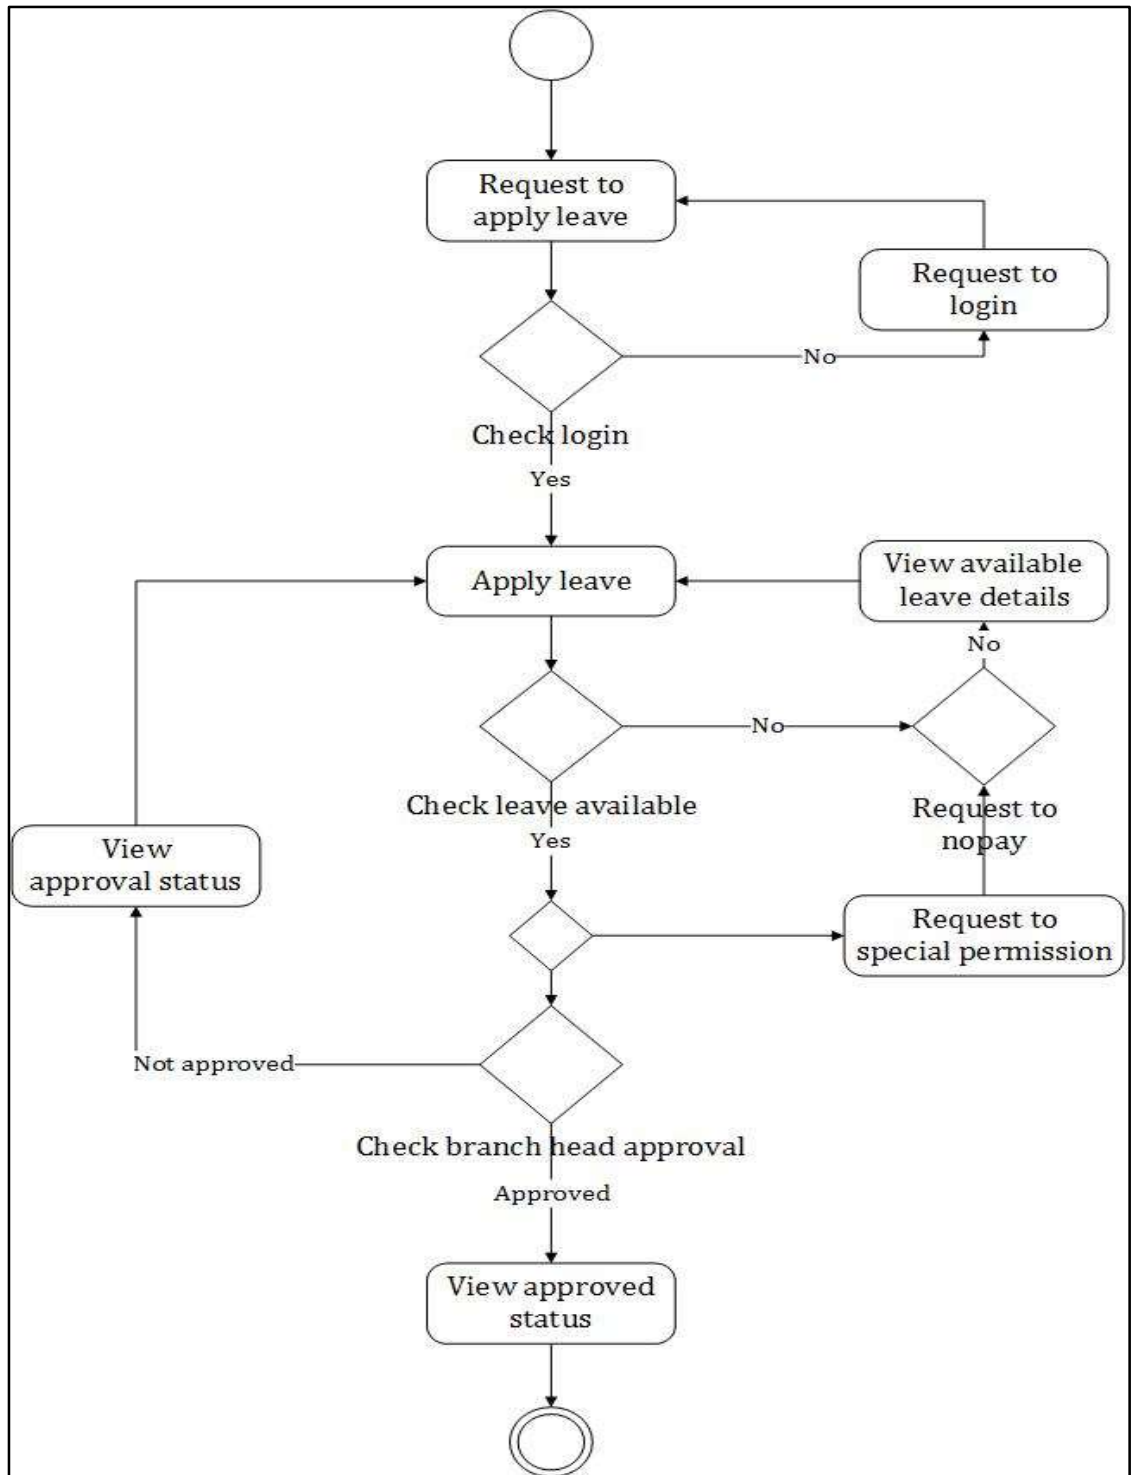 Request to
apply leave
Request to
login
No
Check login
Yes
Apply leave
View available
leave details
No
No
Check leave available
Request to
nopay
Yes
View
approval status
Request to
special permission
Not approved
Check branch head approval
Approved
View approved
status